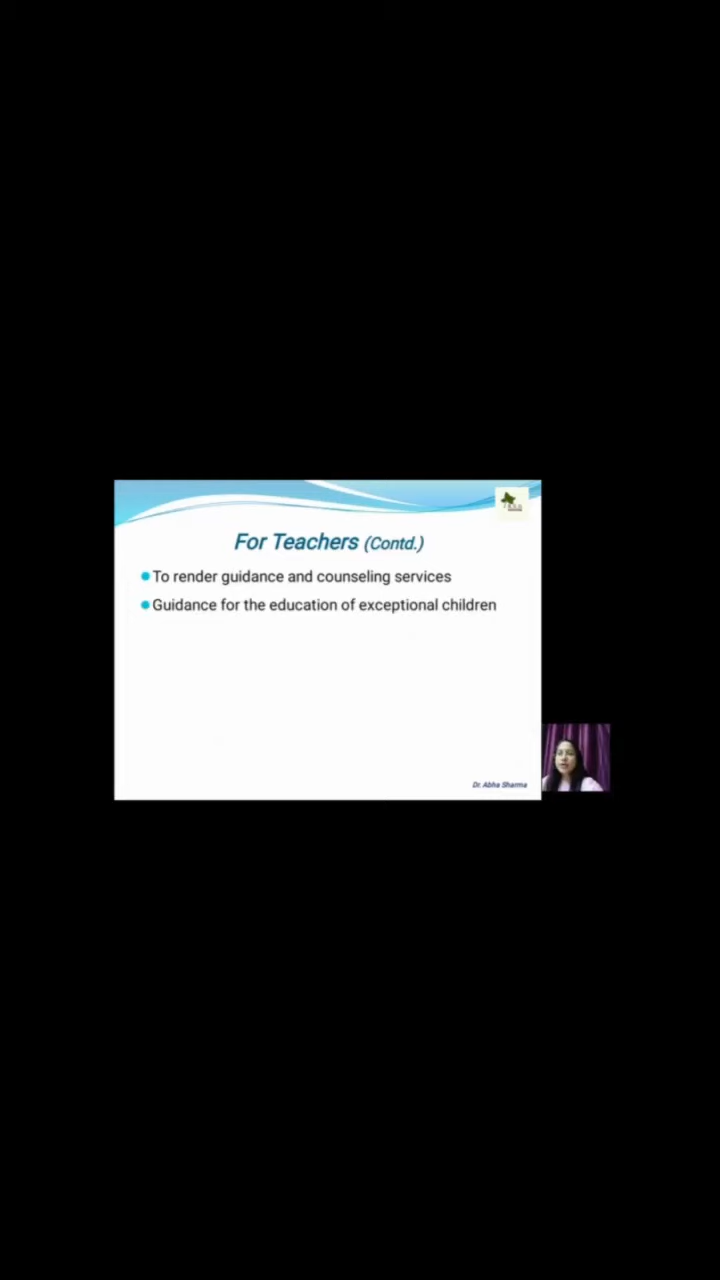 For Teachers (Contd.)
To render guidance and counseling services
Guidance for the education of exceptional children
Dr. Abha Sharma